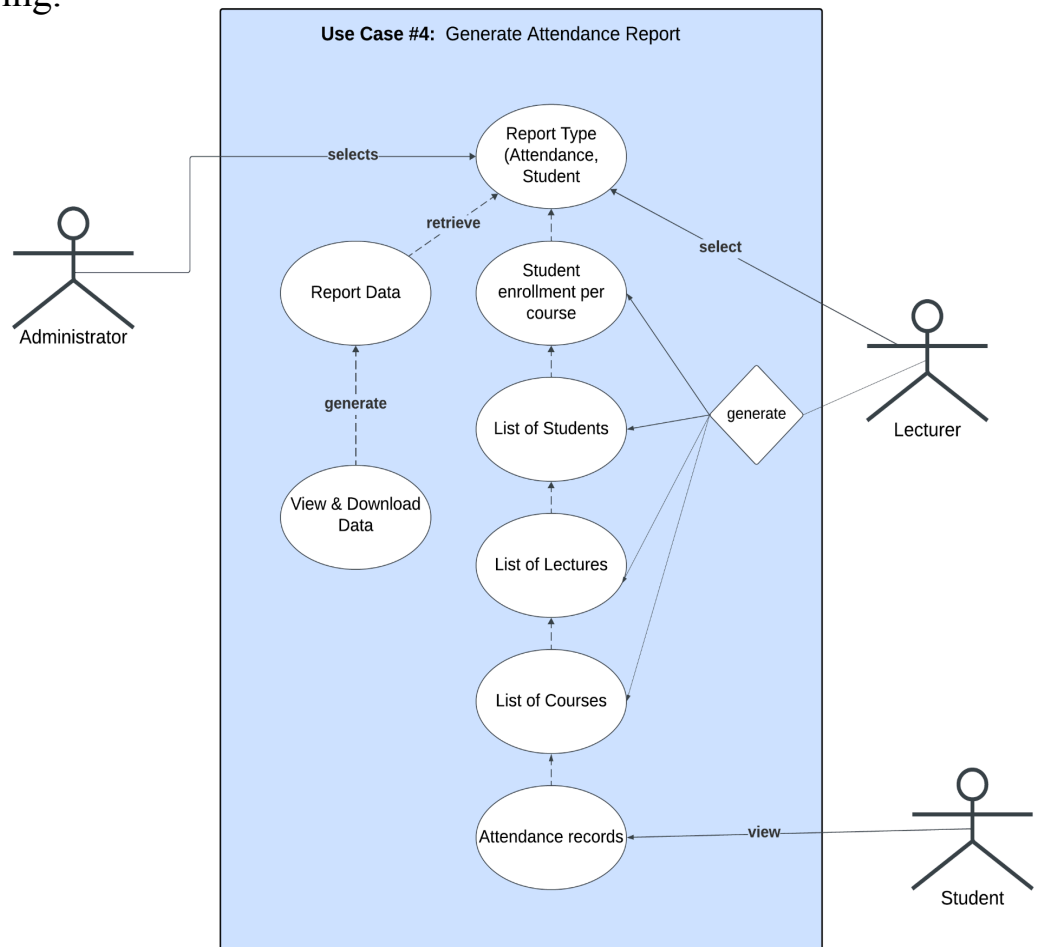 ing:
Use Case #4: Generate Attendance Report
Report Type
(Attendance,
Student
selects
retrieve
select
Administrator
Report Data
Student
enrollment per
course
generate
List of Students
generate
Lecturer
View & Download
Data
List of Lectures
List of Courses
Attendance records
view
Student